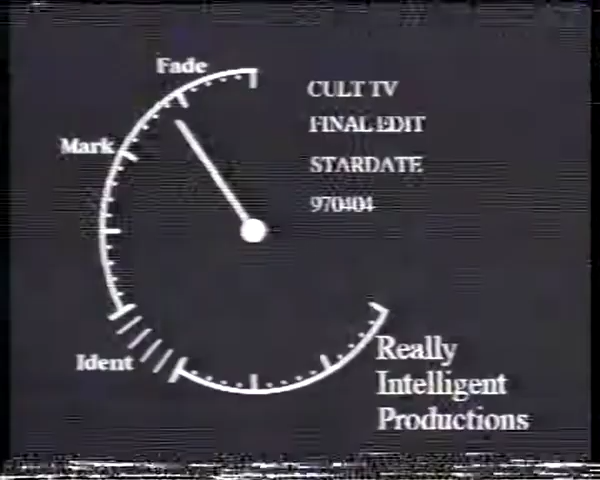 Fade
CULT TV
FINAL EDIT
Mark
STARDATE
970404
Ident
Really
Intelligent
Productions